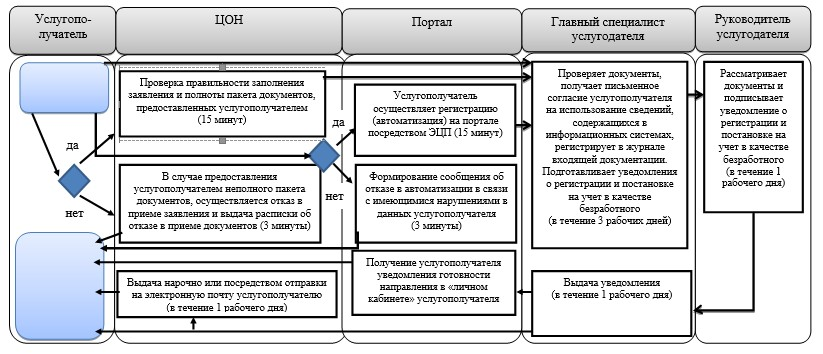 Услугопо-
лучатель
ЦОН
Портал
Главный специалист
услугодателя
Руководитель
услугодателя
Проверка правильности заполнения
заявления и полноты пакета документов,
предоставленных услугополучателем
(15 минут)
да
нет
В случае предоставления
услугополучателем неполного пакета
документов, осуществляется отказ в
приеме заявления и выдача расписки об
отказе в приеме документов (3 минуты)
Выдача нарочно или посредством отправки
на электронную почту услугополучателю
(в течение 1 рабочего дня)
да
нет
Услугополучатель
осуществляет регистрацию
(автоматизация) на портале
посредством ЭЦП (15 минут)
Формирование сообщения об
отказе в автоматизации в связи
с имеющимися нарушениями в
данных услугополучателя
(3 минуты)
Получение услугополучателя
уведомления готовности
направления в «личном
кабинете» услугополучателя
Проверяет документы,
получает письменное
согласие услугополучателя
на использование сведений,
содержащихся в
информационных системах,
регистрирует в журнале
входящей документации.
Подготавливает уведомления
о регистрации и постановке
на учет в качестве
безработного
(в течение 3 рабочих дней)
Выдача уведомления
(в течение 1 рабочего дня)
Рассматривает
документы и
подписывает
уведомление о
регистрации и
постановке на
учет в качестве
безработного
(в течение 1
рабочего дня)